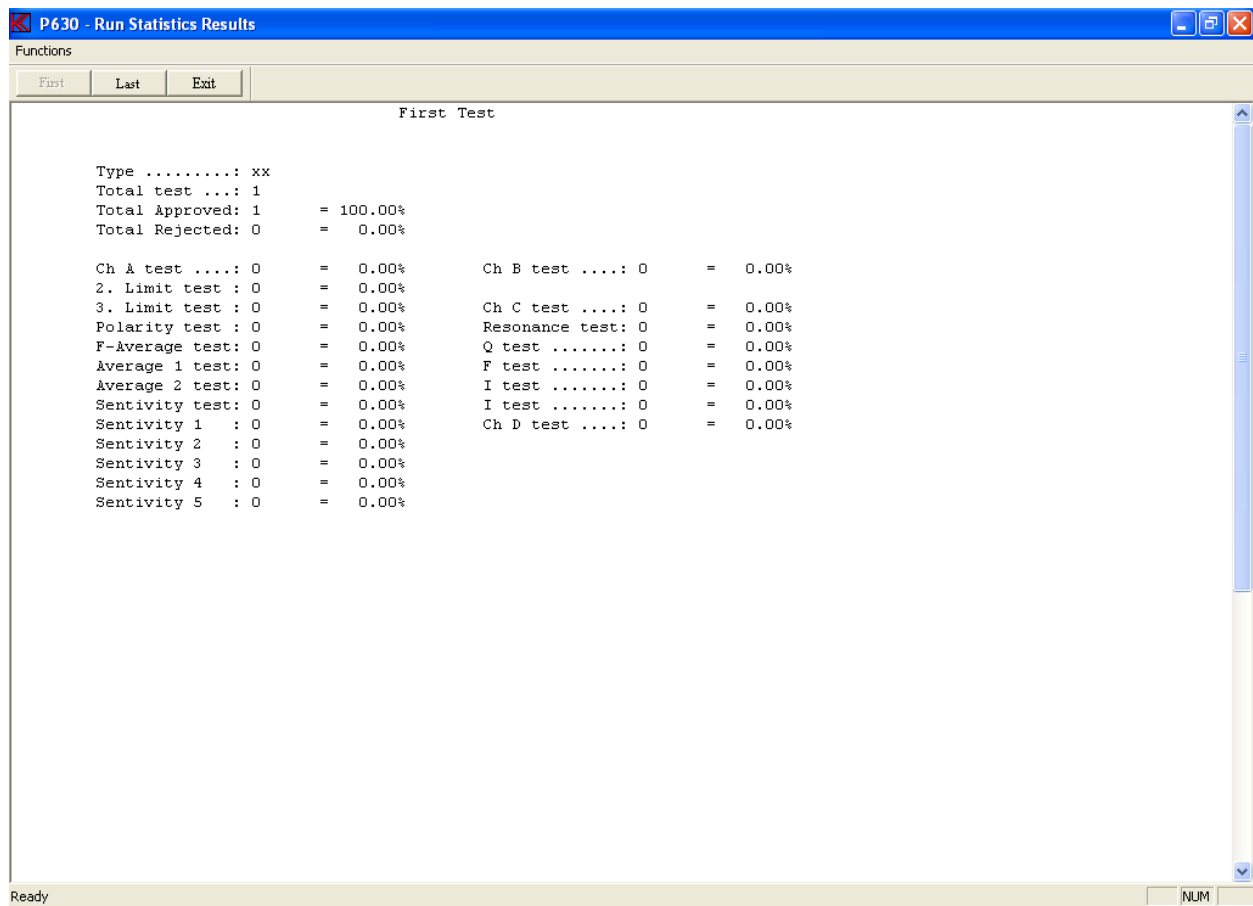 P630 - Run Statistics Results
Functions
First Last Exit
First Test
Type .........: xx
Total test ...: 1
Total Approved: 1 = 100.00%
Total Rejected: 0 = 0.00%
Ch A test ....: 0 = 0.00% Ch B test ....: 0 = 0.00%
2. Limit test : 0 = 0.00%
3. Limit test : 0 = 0.00% Ch C test ....: 0 = 0.00%
Polarity test : 0 = 0.00% Resonance test: 0 = 0.00%
F-Average test: 0 = 0.00% Q test .......: 0 = 0.00%
Average 1 test: 0 = 0.00% F test .......: 0 = 0.00%
Average 2 test: 0 = 0.00% I test .......: 0 = 0.00%
Sentivity test: 0 = 0.00% I test .......: 0 = 0.00%
Sentivity 1 : 0 = 0.00% Ch D test ....: 0 = 0.00%
Sentivity 2 : 0 = 0.00%
Sentivity 3 : 0 = 0.00%
Sentivity 4 : 0 = 0.00%
Sentivity 5 : 0 = 0.00%
Ready NUM